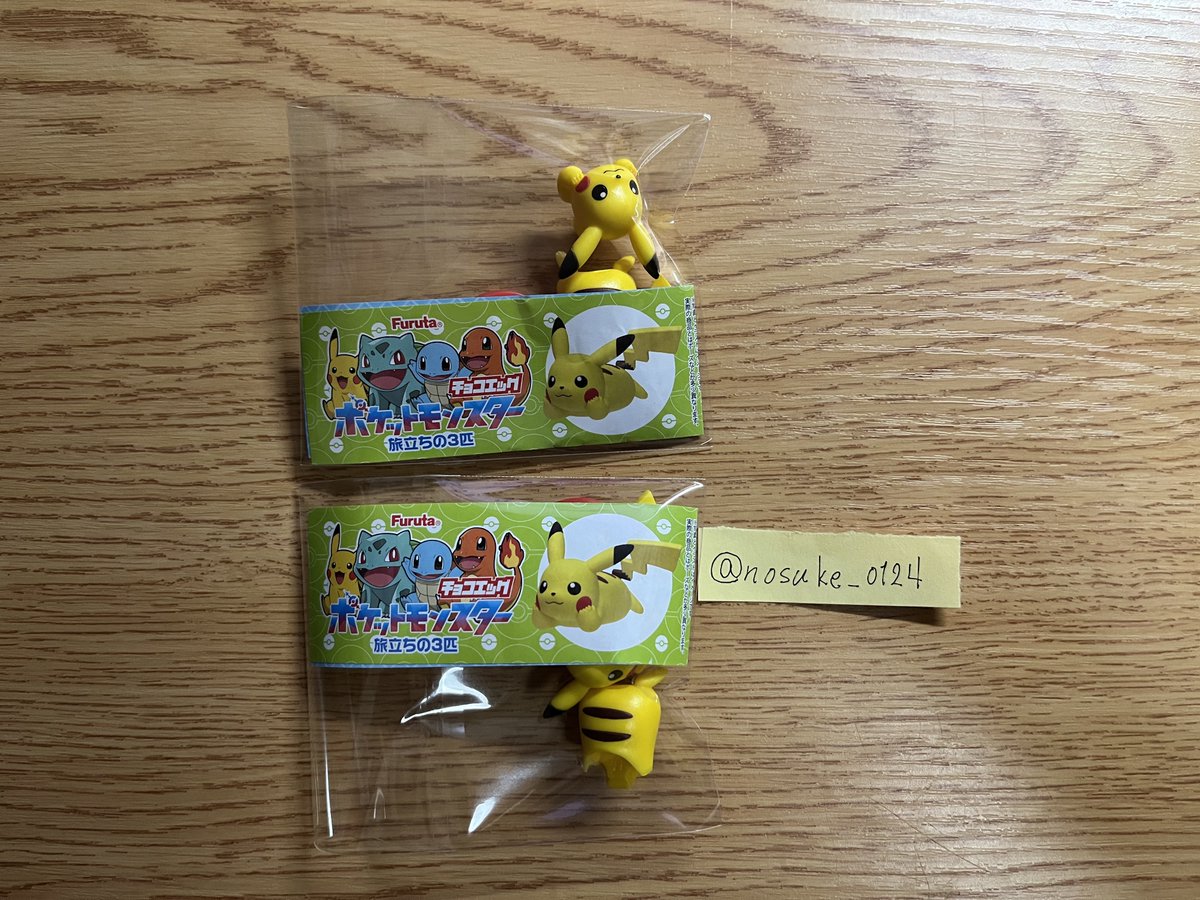 Furuta®
チョコエッグ
ポケットモンスター
旅立ちの3匹
Furuta®
チョコエッグ
ポケットモンスター
旅立ちの3匹
@nosuke_0124